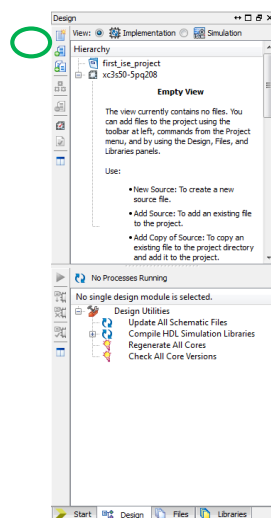 Design
View: Implementation Simulation
Hierarchy
first_ise_project
xc3s50-5pq208
Empty View
The view currently contains no files. You
can add files to the project using the
toolbar at left, commands from the Project
menu, and by using the Design, Files, and
Libraries panels.
Use:
• New Source: To create a new
source file.
• Add Source: To add an existing file
to the project.
• Add Copy of Source: To copy an
existing file to the project directory
and add it to the project.
No Processes Running
No single design module is selected.
Design Utilities
Update All Schematic Files
Compile HDL Simulation Libraries
Regenerate All Cores
Check All Core Versions
Start Design Files Libraries